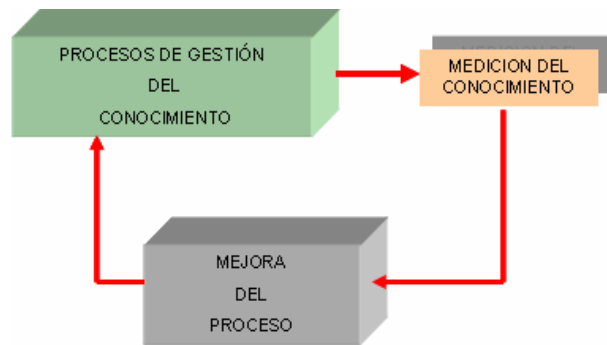 PROCESOS DE GESTIÓN
DEL
CONOCIMIENTO
MEDICION DEL
CONOCIMIENTO
MEJORA
DEL
PROCESO